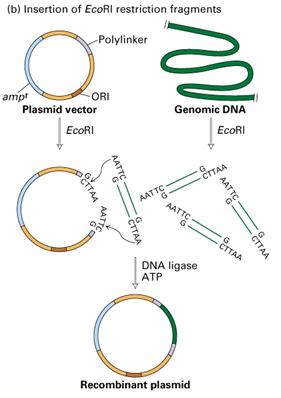 (b) Insertion of EcoRI restriction fragments
Polylinker
ampʳ
ORI
Plasmid vector
Genomic DNA
EcoRI
EcoRI
G
CTTAA
AATTC
G
AATTC
G
G
CTTAA
AATTC
G
G
CTTAA
AATTC
G
G
CTTAA
AATTC
G
G
CTTAA
DNA ligase
ATP
Recombinant plasmid